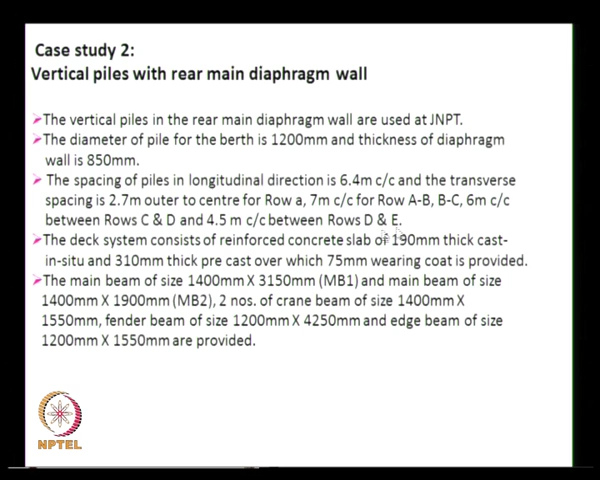 Case study 2:
Vertical piles with rear main diaphragm wall
➢The vertical piles in the rear main diaphragm wall are used at JNPT.
➢The diameter of pile for the berth is 1200mm and thickness of diaphragm
wall is 850mm.
➢ The spacing of piles in longitudinal direction is 6.4m c/c and the transverse
spacing is 2.7m outer to centre for Row a, 7m c/c for Row A-B, B-C, 6m c/c
between Rows C & D and 4.5 m c/c between Rows D & E.
➢The deck system consists of reinforced concrete slab of 190mm thick cast-
in-situ and 310mm thick pre cast over which 75mm wearing coat is provided.
➢The main beam of size 1400mm X 3150mm (MB1) and main beam of size
1400mm X 1900mm (MB2), 2 nos. of crane beam of size 1400mm X
1550mm, fender beam of size 1200mm X 4250mm and edge beam of size
1200mm X 1550mm are provided.
NPTEL